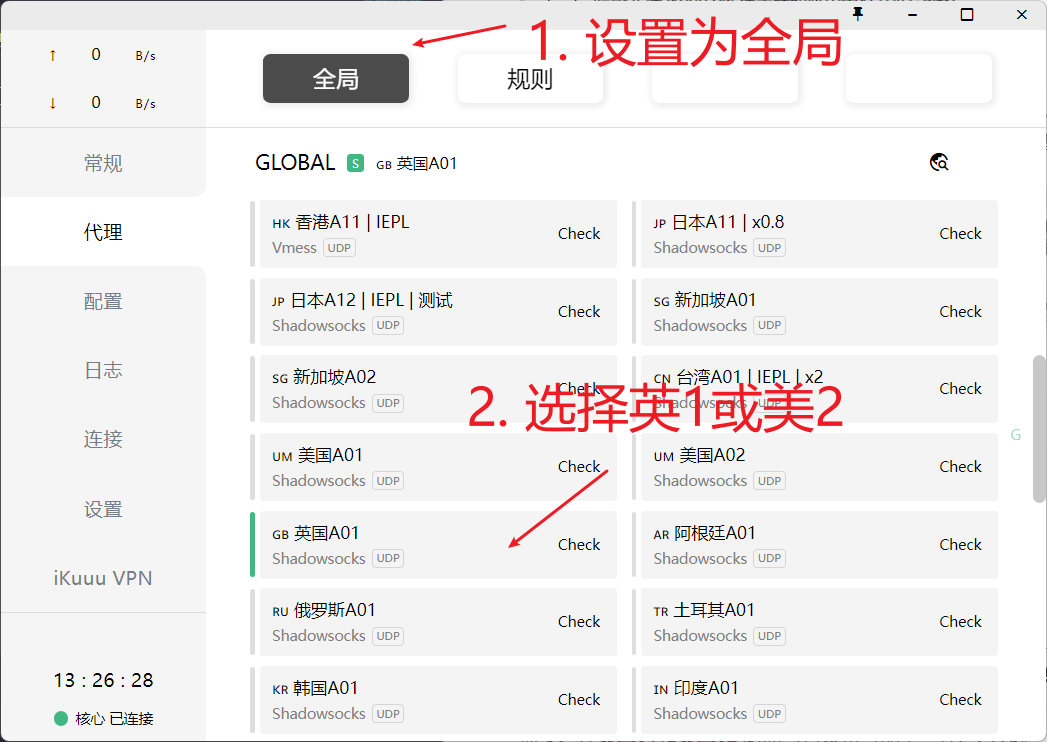 ↑ 0 B/s
↓ 0 B/s
常规
代理
配置
日志
连接
设置
iKuuu VPN
13 : 26 : 28
核心 已连接
1. 设置为全局
全局 规则
GLOBAL S GB 英国A01
HK 香港A11 | IEPL
Vmess UDP
Check
JP 日本A11 | x0.8
Shadowsocks UDP
Check
JP 日本A12 | IEPL | 测试
Shadowsocks UDP
Check
SG 新加坡A01
Shadowsocks UDP
Check
SG 新加坡A02
Shadowsocks UDP
Check
CN 台湾A01 | IEPL | x2
Shadowsocks UDP
Check
2. 选择英1或美2
UM 美国A01
Shadowsocks UDP
Check
UM 美国A02
Shadowsocks UDP
Check
G
GB 英国A01
Shadowsocks UDP
Check
AR 阿根廷A01
Shadowsocks UDP
Check
RU 俄罗斯A01
Shadowsocks UDP
Check
TR 土耳其A01
Shadowsocks UDP
Check
KR 韩国A01
Shadowsocks UDP
Check
IN 印度A01
Shadowsocks UDP
Check